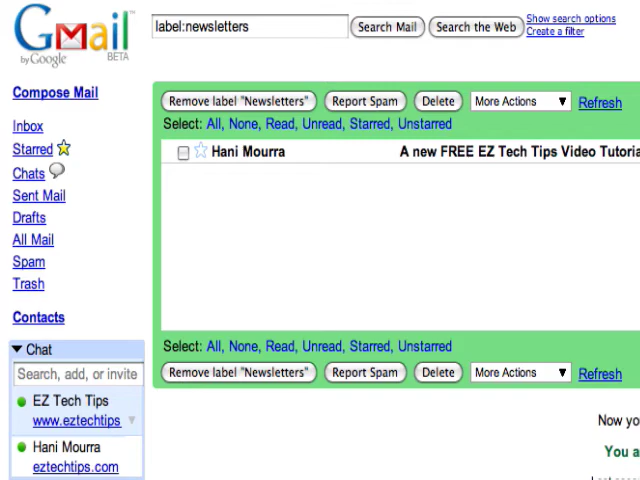 Gmail
by Google BETA
label:newsletters
Search Mail
Search the Web
Show search options
Create a filter
Compose Mail
Inbox
Starred
Chats
Sent Mail
Drafts
All Mail
Spam
Trash
Contacts
Remove label "Newsletters"
Report Spam
Delete
More Actions
Refresh
Select: All, None, Read, Unread, Starred, Unstarred
Hani Mourra A new FREE EZ Tech Tips Video
Select: All, None, Read, Unread, Starred, Unstarred
Remove label "Newsletters"
Report Spam
Delete
More Actions
Refresh
Chat
Search, add, or invite
EZ Tech Tips
www.eztechtips
Hani Mourra
eztechtips.com
Now
You